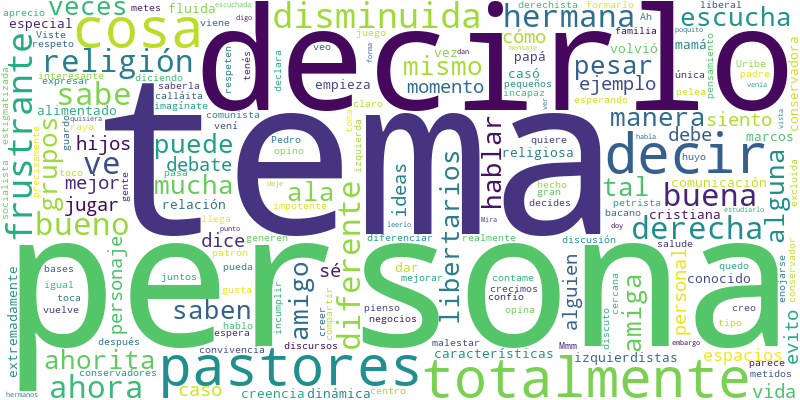 aprecio
metes
fluida
veces
cosa
viene
especial
Viste
respeto
disminuida
escuchada
digo
juego
mismo
religión
expresar
interesante
sabe
diciendo
saberla
callaíta
imagínate
alimentado
estigmatizada
frustrante
decirlo
hermana
derechista
formarlo
liberal
poquito
escucha
Ah
familia
cómo
papá
volvió
mamá
mensaje
pensamiento
conservadora
respeten
tenés
veo
forma
vez
dan
casó
pesar
pequeños
única
Uribe
padre
declara
empieza
momento
incapaz
ejemplo
pelea
venía
comunista
vení
claro
ver
esperando
manera
siento
tema
quisiera
guardo
raya
Pedro
opino
toma
izquierda
quiere
religiosa
debe
marcos
socialista
precisamente
grupos
hijos
puede
debate
hablar
decir
habla
vista
toco
ve
pasa
mejor
gente
mucha
ala
deje
impotente
ideas
hecho
gran
huyo
comunicación
excluida
jugar
relación
libertarios
decides
tal
petrista
buena
alguna
bueno
llega
patrón
dice
punto
diferente
Mira
leerlo
bacano
doy
cristiana
estudiarlo
derecha
persona
personaje
bases
generen
gusta
diferenciar
realmente
discusión
salude
evito
enojarse
conservador
igual
toca
juntos
pueda
sé
amigo
dar
mejorar
contame
crecimos
confío
alguien
cercana
discuto
amiga
personal
quedo
conocido
extremadamente
vuelve
saben
hablo
espera
incumplir
creer
compartir
pienso
negocios
opina
creo
tipo
ahorita
después
convivencia
discursos
malestar
Mmm
izquierdistas
embargo
espacios
parece
metidos
conservadores
hermanos
ahora
caso
pastores
creencia
dinámica
centro
características
totalmente
vida